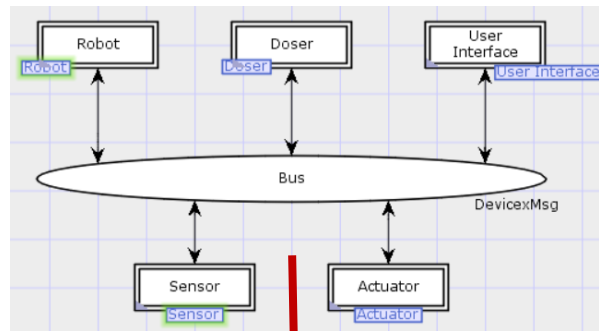 Robot
Doser
User
Interface
Robot
Doser
User Interface
Bus
DevicexMsg
Sensor
Actuator
Sensor
Actuator